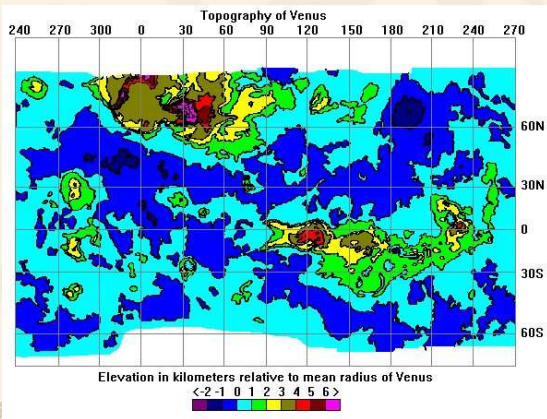 Topography of Venus
240 270 300 0 30 60 90 120 150 180 210 240 270
60N
30N
0
30S
60S
Elevation in kilometers relative to mean radius of Venus
<-2 -1 0 1 2 3 4 5 6 >